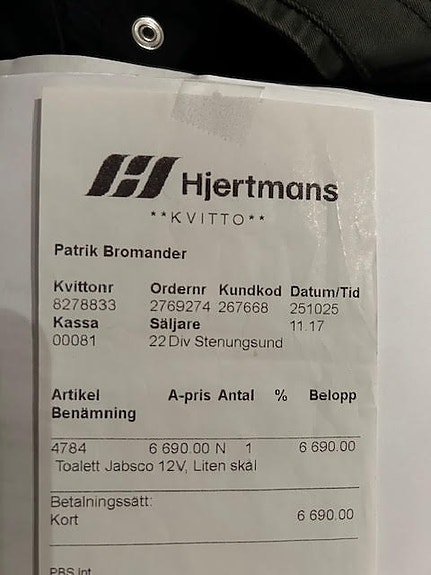 Hjertmans
**KVITTO**
Patrik Bromander
Kvittonr Ordernr Kundkod Datum/Tid
8278833 2769274 267668 251025
Kassa Säljare 11.17
00081 22 Div Stenungsund
Artikel A-pris Antal % Belopp
Benämning
4784 6 690.00 N 1 6 690.00
Toalett Jabsco 12V, Liten skål
Betalningssätt:
Kort 6 690.00
PBS Int